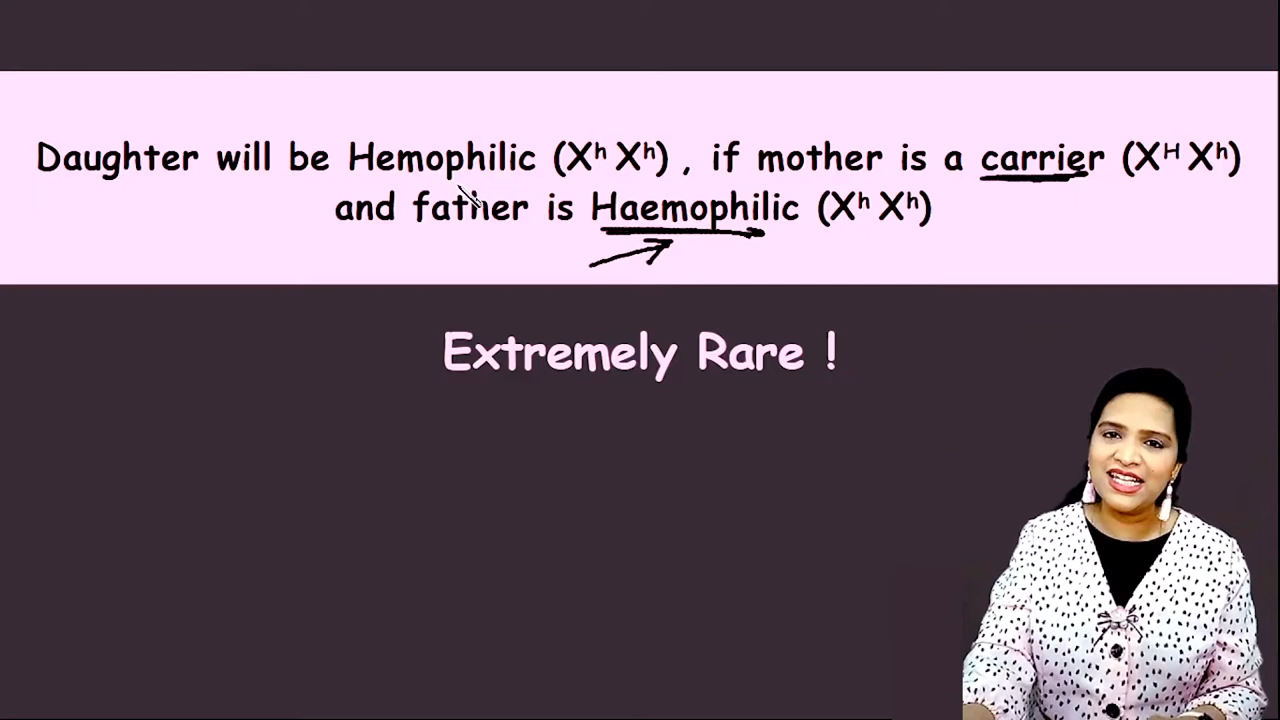 Daughter will be Hemophilic (Xʰ Xʰ) , if mother is a carrier (Xᴴ Xʰ)
and father is Haemophilic (Xʰ Xʰ)
Extremely Rare !